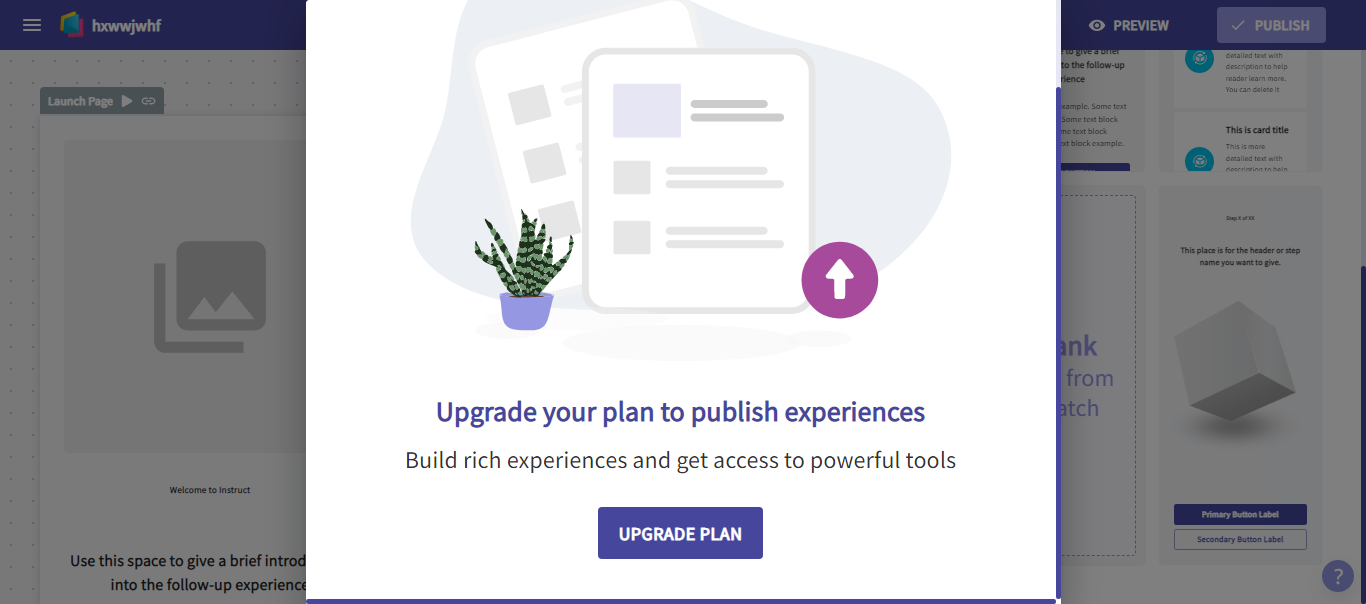 hxwwjwhf
PREVIEW
PUBLISH
Launch Page
Welcome to Instruct
Use this space to give a brief introd
into the follow-up experience
Upgrade your plan to publish experiences
Build rich experiences and get access to powerful tools
UPGRADE PLAN
to give a brief
to the follow-up
rience
xample. Some text
Some text block
me text block
xt block example.
detailed text with
description to help
reader learn more.
You can delete it
This is card title
This is more
detailed text with
description to help
ank
from
atch
Step X of XX
This place is for the header or step
name you want to give.
Primary Button Label
Secondary Button Label
?